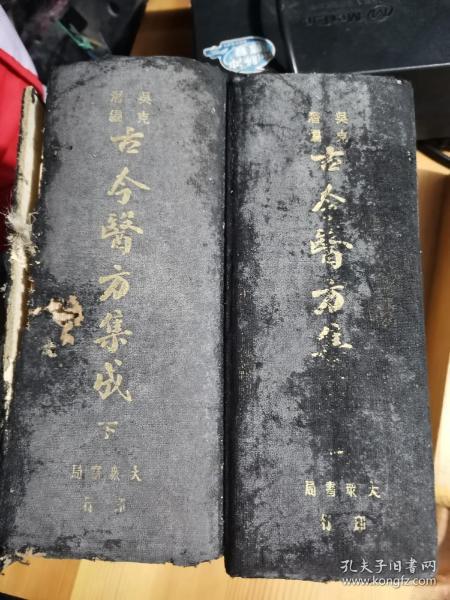 吳克
潛編
古今醫方集成
下
大衆書局
印行
吳克
潛編
古今醫方集
大衆書局
印行
孔夫子旧书网
www.kongfz.com